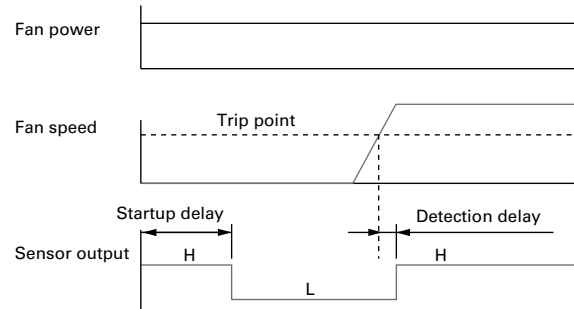 Fan power
Fan speed
Trip point
Startup delay
Detection delay
Sensor output
H
H
L